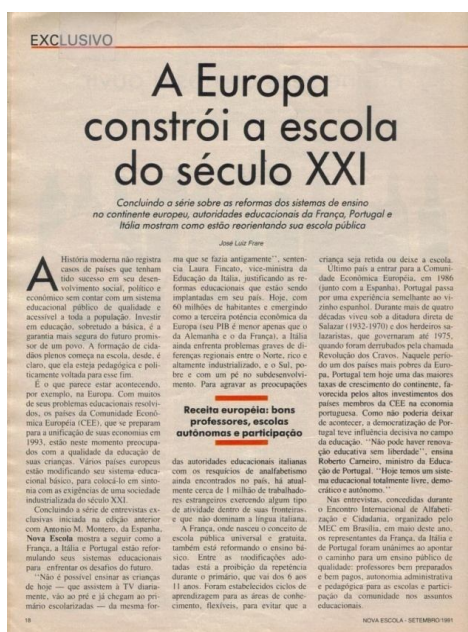 EXCLUSIVO
A Europa
constrói a escola
do século XXI
Concluindo a série sobre as reformas dos sistemas de ensino
no continente europeu, autoridades educacionais da França, Portugal e
Itália mostram como estão reorientando sua escola pública
José Luiz Frare
A História moderna não registra
casos de países que tenham
tido sucesso em seu desen-
volvimento social, político e
econômico sem contar com um sistema
educacional público de qualidade e
acessível a toda a população. Investir
em educação, sobretudo a básica, é a
garantia mais segura do futuro promis-
sor de um povo. A formação de cida-
dãos plenos começa na escola, desde, é
claro, que ela esteja pedagógica e poli-
ticamente voltada para esse fim.
É o que parece estar acontecendo,
por exemplo, na Europa. Com muitos
de seus problemas educacionais resolvi-
dos, os países da Comunidade Econô-
mica Européia (CEE), que se preparam
para a unificação de suas economias em
1993, estão neste momento preocupa-
dos com a qualidade da educação de
suas crianças. Vários países europeus
estão modificando seu sistema educa-
cional básico, para colocá-lo em sinto-
nia com as exigências de uma sociedade
industrializada do século XXI.
Concluindo a série de entrevistas ex-
clusivas iniciada na edição anterior
com Antonio M. Montero, da Espanha,
Nova Escola mostra a seguir como a
França, a Itália e Portugal estão refor-
mulando seus sistemas educacionais
para enfrentar os desafios do futuro.
"Não é possível ensinar as crianças
de hoje — que assistem à TV diaria-
mente, vão ao pré e já chegam ao pri-
mário escolarizadas — da mesma for-
ma que se fazia antigamente", senten-
cia Laura Fincato, vice-ministra da
Educação da Itália, justificando as re-
formas educacionais que estão sendo
implantadas em seu país. Hoje, com
60 milhões de habitantes e emergindo
como a terceira potência econômica da
Europa (seu PIB é menor apenas que o
da Alemanha e o da França), a Itália
ainda enfronta problemas graves de di-
ferenças regionais entre o Norte, rico e
altamente industrializado, e o Sul, po-
bre e com um pé no subdesenvolvi-
mento. Para agravar as preocupações
Receita européia: bons
professores, escolas
autônomas e participação
das autoridades educacionais italianas
com os resquícios de analfabetismo
ainda encontrados no país, há atual-
mente cerca de 1 milhão de trabalhado-
res estrangeiros exercendo algum tipo
de atividade dentro de suas fronteiras,
e que não dominam a língua italiana.
A França, onde nasceu o conceito de
escola pública universal e gratuita,
também está reformando o ensino bá-
sico. Entre as modificações ado-
tadas está a proibição da repetência
durante o primário, que vai dos 6 aos
11 anos. Foram estabelecidos ciclos de
aprendizagem para as áreas de conhe-
cimento, flexíveis, para evitar que a
criança seja retida ou deixe a escola.
Último país a entrar para a Comuni-
dade Econômica Européia, em 1986
(junto com a Espanha), Portugal passa
por uma experiência semelhante ao vi-
zinho espanhol. Durante mais de quatro
décadas viveu sob a ditadura direta de
Salazar (1932-1970) e dos herdeiros sa-
lazaristas, que governaram até 1975,
quando foram derrubados pela chamada
Revolução dos Cravos. Naquele perío-
do um dos países mais pobres da Euro-
pa, Portugal tem hoje uma das maiores
taxas de crescimento do continente, fa-
vorecida pelos altos investimentos dos
países membros da CEE na economia
portuguesa. Como não poderia deixar
de acontecer, a democratização de Por-
tugal teve influência decisiva no campo
da educação. "Não pode haver renova-
ção educativa sem liberdade", ensina
Roberto Carneiro, ministro da Educa-
ção de Portugal. "Hoje temos um siste-
ma educacional totalmente livre, demo-
crático e autônomo."
Nas entrevistas, concedidas durante
o Encontro Internacional de Alfabeti-
zação e Cidadania, organizado pelo
MEC em Brasília, em maio deste ano,
os representantes da França, da Itália e
de Portugal foram unânimes ao apontar
o caminho para um ensino público de
qualidade: professores bem preparados
e bem pagos, autonomia administrativa
e pedagógica para as escolas e partici-
pação da comunidade nos assuntos
educacionais.
18
NOVA ESCOLA - SETEMBRO/1991